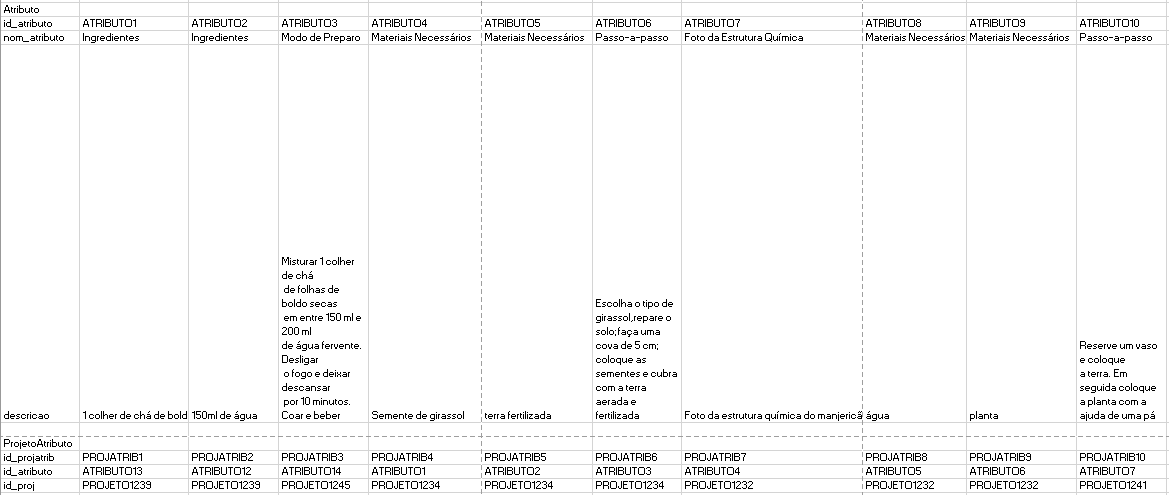 Atributo
id_atributo ATRIBUTO1 ATRIBUTO2 ATRIBUTO3 ATRIBUTO4 ATRIBUTO5 ATRIBUTO6 ATRIBUTO7 ATRIBUTO8 ATRIBUTO9 ATRIBUTO10
nom_atributo Ingredientes Ingredientes Modo de Preparo Materiais Necessários Materiais Necessários Passo-a-passo Foto da Estrutura Química Materiais Necessários Materiais Necessários Passo-a-passo
descricao
1 colher de chá de bold
150ml de água
Misturar 1 colher
de chá
de folhas de
boldo secas
em entre 150 ml e
200 ml
de água fervente.
Desligar
o fogo e deixar
descansar
por 10 minutos.
Coar e beber
Semente de girassol
terra fertilizada
Escolha o tipo de
girassol,repare o
solo;faça uma
cova de 5 cm;
coloque as
sementes e cubra
com a terra
aerada e
fertilizada
Foto da estrutura química do manjericã
água
planta
Reserve um vaso
e coloque
a terra. Em
seguida coloque
a planta com a
ajuda de uma pá
ProjetoAtributo
id_projatrib PROJATRIB1 PROJATRIB2 PROJATRIB3 PROJATRIB4 PROJATRIB5 PROJATRIB6 PROJATRIB7 PROJATRIB8 PROJATRIB9 PROJATRIB10
id_atributo ATRIBUTO13 ATRIBUTO12 ATRIBUTO14 ATRIBUTO1 ATRIBUTO2 ATRIBUTO3 ATRIBUTO4 ATRIBUTO5 ATRIBUTO6 ATRIBUTO7
id_proj PROJETO1239 PROJETO1239 PROJETO1245 PROJETO1234 PROJETO1234 PROJETO1234 PROJETO1232 PROJETO1232 PROJETO1232 PROJETO1241